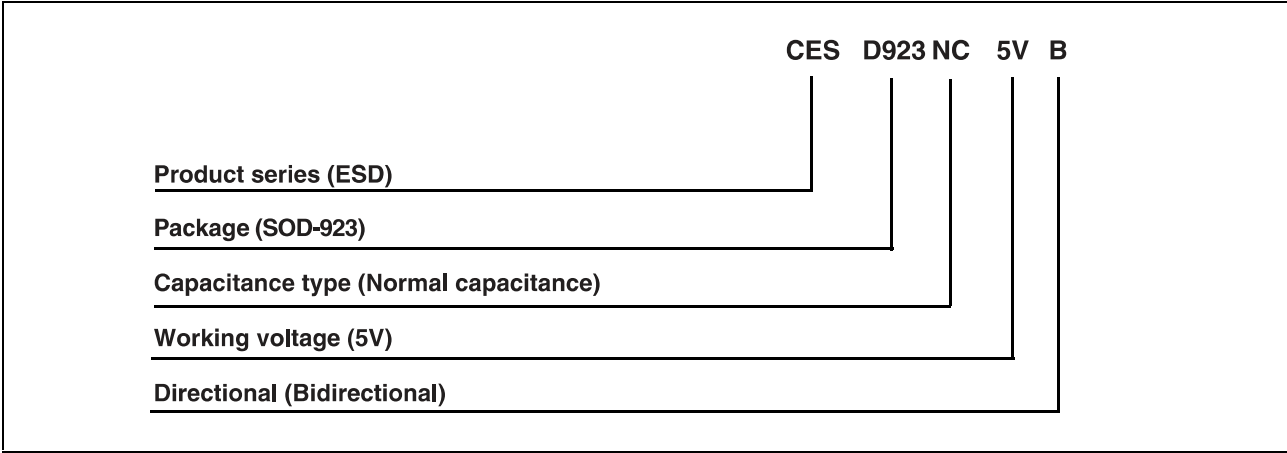 CES D923 NC 5V B
Product series (ESD)
Package (SOD-923)
Capacitance type (Normal capacitance)
Working voltage (5V)
Directional (Bidirectional)